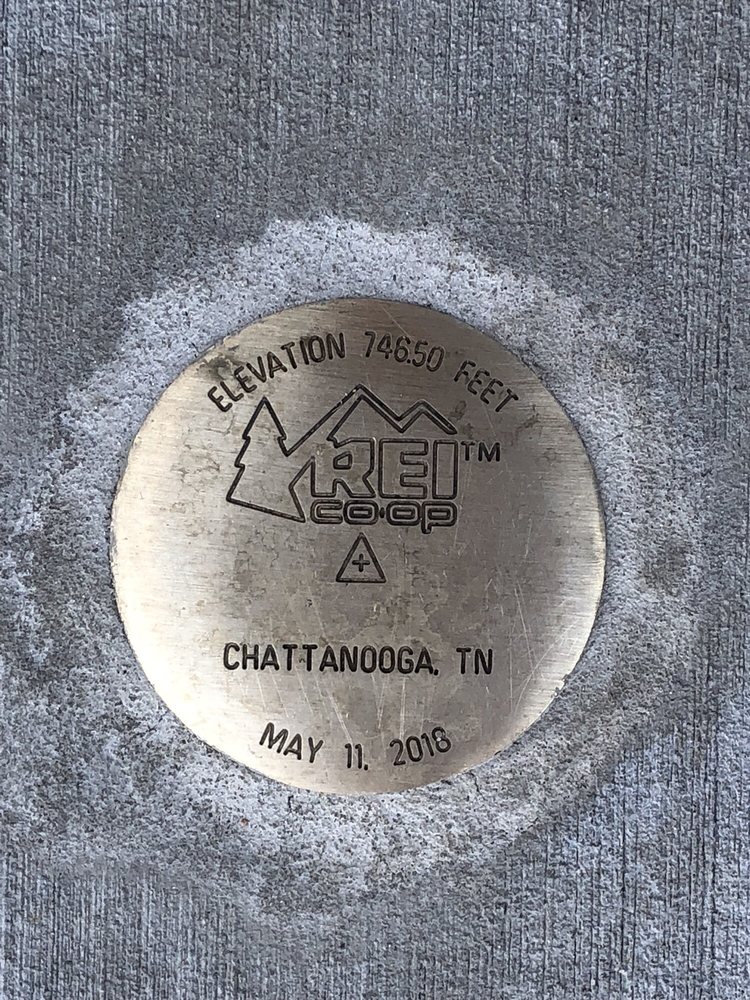 ELEVATION 746.50 FEET
REI™
co·op
CHATTANOOGA, TN
MAY 11, 2018